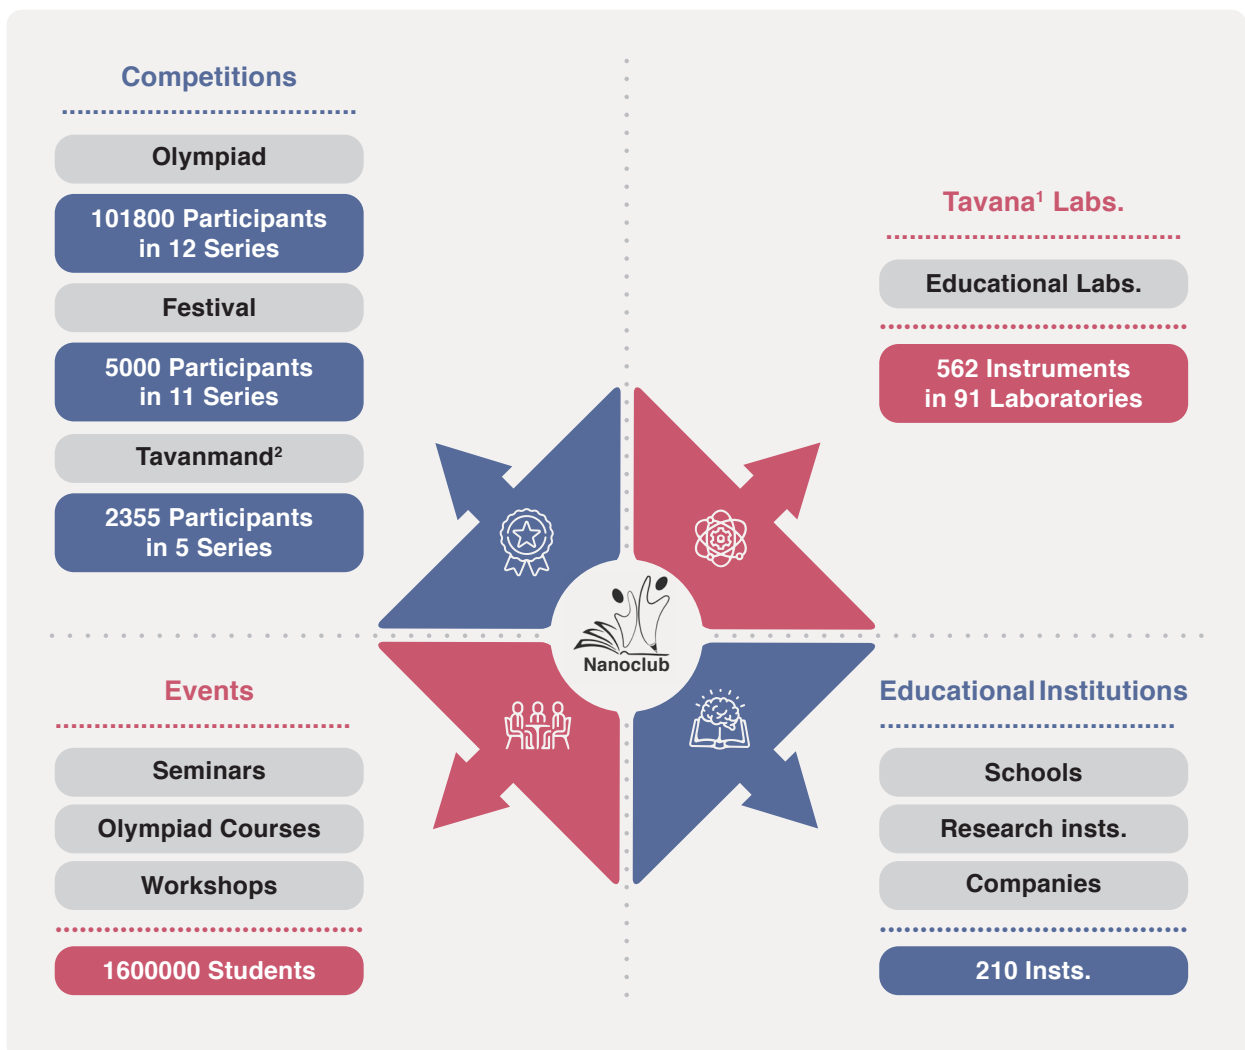 Competitions
Olympiad
101800 Participants
in 12 Series
Festival
5000 Participants
in 11 Series
Tavanmand²
2355 Participants
in 5 Series
Tavana¹ Labs.
Educational Labs.
562 Instruments
in 91 Laboratories
Nanoclub
Events
Seminars
Olympiad Courses
Workshops
1600000 Students
Educational Institutions
Schools
Research insts.
Companies
210 Insts.